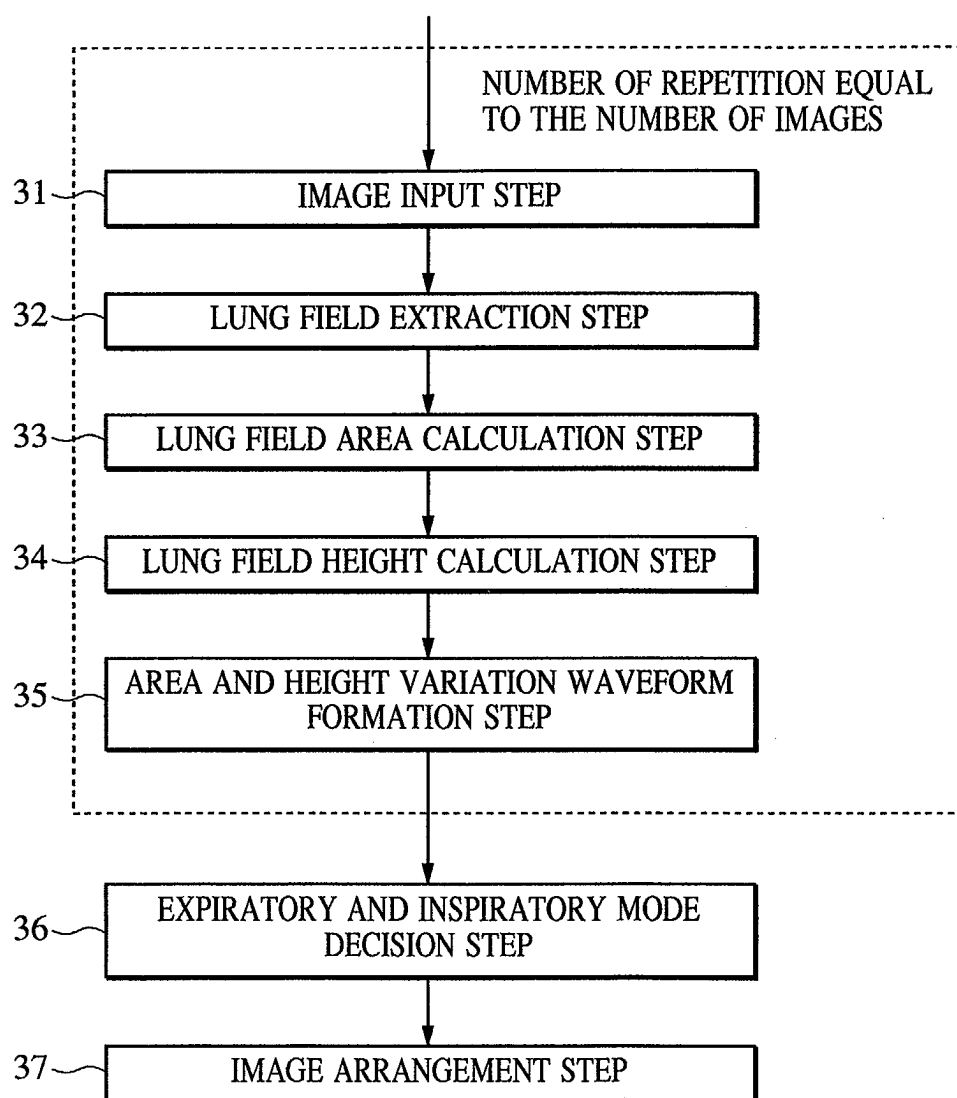 NUMBER OF REPETITION EQUAL
TO THE NUMBER OF IMAGES
31
IMAGE INPUT STEP
32
LUNG FIELD EXTRACTION STEP
33
LUNG FIELD AREA CALCULATION STEP
34
LUNG FIELD HEIGHT CALCULATION STEP
35
AREA AND HEIGHT VARIATION WAVEFORM
FORMATION STEP
36
EXPIRATORY AND INSPIRATORY MODE
DECISION STEP
37
IMAGE ARRANGEMENT STEP